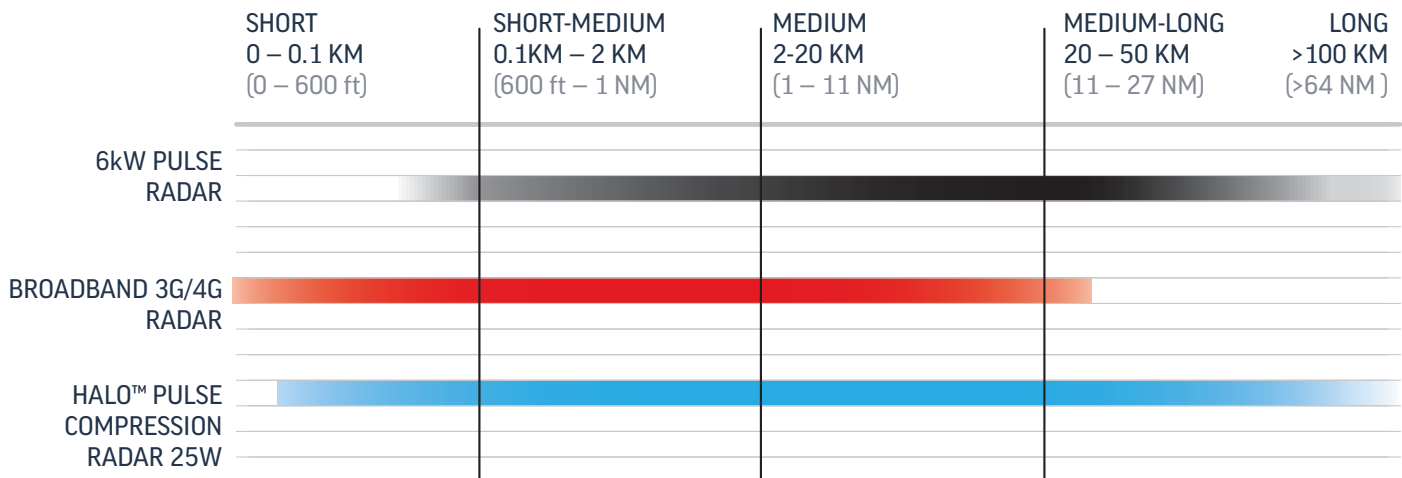 SHORT
0 – 0.1 KM
(0 – 600 ft)
SHORT-MEDIUM
0.1KM – 2 KM
(600 ft – 1 NM)
MEDIUM
2-20 KM
(1 – 11 NM)
MEDIUM-LONG
20 – 50 KM
(11 – 27 NM)
LONG
>100 KM
(>64 NM )
6kW PULSE
RADAR
BROADBAND 3G/4G
RADAR
HALO™ PULSE
COMPRESSION
RADAR 25W